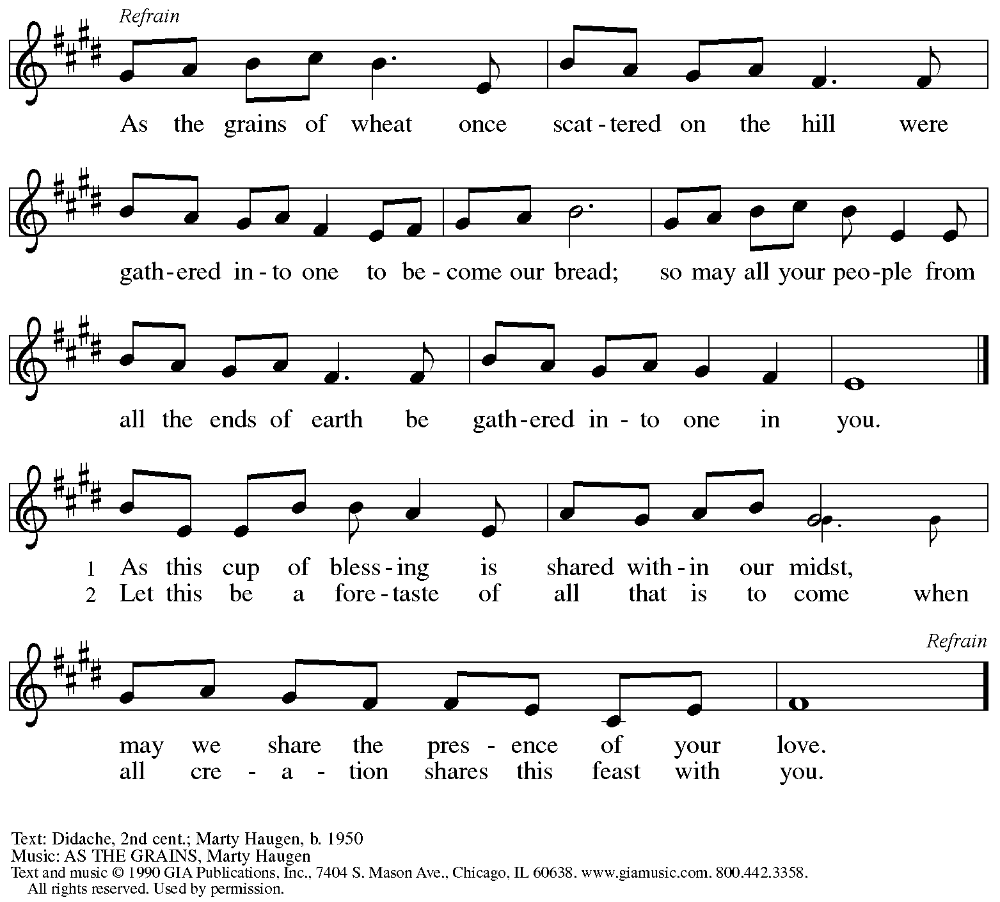 Refrain
As the grains of wheat once scat - tered on the hill were
gath - ered in - to one to be - come our bread; so may all your peo - ple from
all the ends of earth be gath - ered in - to one in you.
1 As this cup of bless - ing is shared with - in our midst,
2 Let this be a fore - taste of all that is to come when
Refrain
may we share the pres - ence of your love.
all cre - a - tion shares this feast with you.
Text: Didache, 2nd cent.; Marty Haugen, b. 1950
Music: AS THE GRAINS, Marty Haugen
Text and music © 1990 GIA Publications, Inc., 7404 S. Mason Ave., Chicago, IL 60638. www.giamusic.com. 800.442.3358.
All rights reserved. Used by permission.